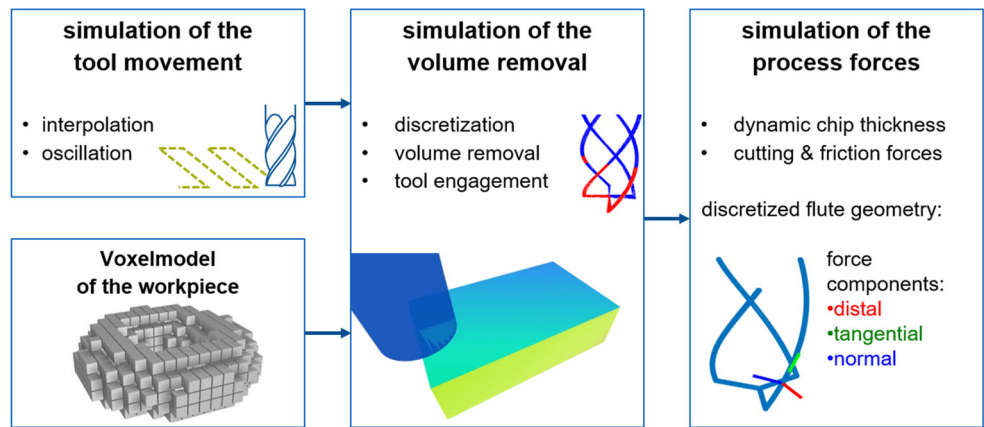 simulation of the
tool movement
• interpolation
• oscillation
Voxelmodel
of the workpiece
simulation of the
volume removal
• discretization
• volume removal
• tool engagement
simulation of the
process forces
• dynamic chip thickness
• cutting & friction forces
discretized flute geometry:
force
components:
•distal
•tangential
•normal